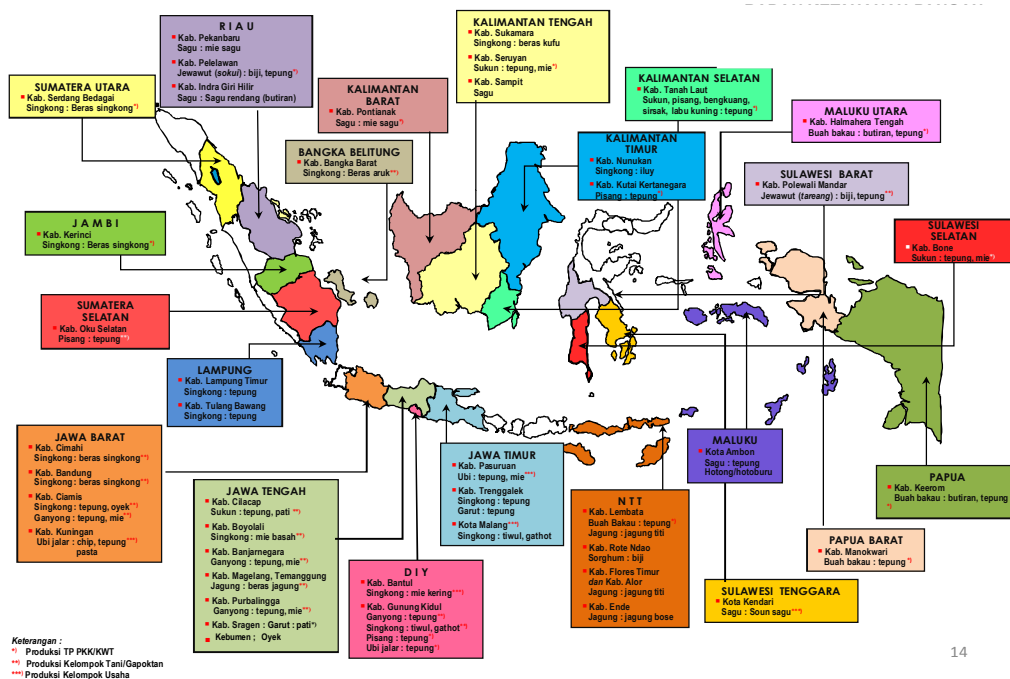 R I A U
Kab. Pekanbaru
Sagu : mie sagu
Kab. Pelelawan
Jewawut (sokui) : biji, tepung*)
Kab. Indra Giri Hilir
Sagu : Sagu rendang (butiran)
KALIMANTAN TENGAH
Kab. Sukamara
Singkong : beras kufu
Kab. Seruyan
Sukun : tepung, mie*)
Kab. Sampit
Sagu
SUMATERA UTARA
Kab. Serdang Bedagai
Singkong : Beras singkong*)
KALIMANTAN
BARAT
Kab. Pontianak
Sagu : mie sagu*)
KALIMANTAN SELATAN
Kab. Tanah Laut
Sukun, pisang, bengkuang,
sirsak, labu kuning : tepung*)
MALUKU UTARA
Kab. Halmahera Tengah
Buah bakau : butiran, tepung*)
BANGKA BELITUNG
Kab. Bangka Barat
Singkong : Beras aruk**)
KALIMANTAN
TIMUR
Kab. Nunukan
Singkong : iluy
Kab. Kutai Kertanegara
Pisang : tepung*)
SULAWESI BARAT
Kab. Polewali Mandar
Jewawut (tareang) : biji, tepung**)
J A M B I
Kab. Kerinci
Singkong : Beras singkong*)
SULAWESI
SELATAN
Kab. Bone
Sukun : tepung, mie*)
SUMATERA
SELATAN
Kab. Oku Selatan
Pisang : tepung**)
LAMPUNG
Kab. Lampung Timur
Singkong : tepung
Kab. Tulang Bawang
Singkong : tepung
JAWA BARAT
Kab. Cimahi
Singkong : beras singkong**)
Kab. Bandung
Singkong : beras singkong**)
Kab. Ciamis
Singkong : tepung, oyek**)
Ganyong : tepung, mie**)
Kab. Kuningan
Ubi jalar : chip, tepung***)
pasta
JAWA TENGAH
Kab. Cilacap
Sukun : tepung, pati **)
Kab. Boyolali
Singkong : mie basah**)
Kab. Banjarnegara
Ganyong : tepung, mie**)
Kab. Magelang, Temanggung
Jagung : beras jagung**)
Kab. Purbalingga
Ganyong : tepung, mie**)
Kab. Sragen : Garut : pati*)
Kebumen ; Oyek
JAWA TIMUR
Kab. Pasuruan
Ubi : tepung, mie***)
Kab. Trenggalek
Singkong : tepung
Garut : tepung
Kota Malang***)
Singkong : tiwul, gathot
D I Y
Kab. Bantul
Singkong : mie kering***)
Kab. Gunung Kidul
Ganyong : tepung**)
Singkong : tiwul, gathot**)
Pisang : tepung*)
Ubi jalar : tepung*)
N T T
Kab. Lembata
Buah Bakau : tepung*)
Jagung : jagung titi
Kab. Rote Ndao
Sorghum : biji
Kab. Flores Timur
dan Kab. Alor
Jagung : jagung titi
Kab. Ende
Jagung : jagung bose
MALUKU
Kota Ambon
Sagu : tepung
Hotong/hotoburu
PAPUA
Kab. Keerom
Buah bakau : butiran, tepung
*)
PAPUA BARAT
Kab. Manokwari
Buah bakau : tepung*)
SULAWESI TENGGARA
Kota Kendari
Sagu : Soun sagu***)
Keterangan :
*) Produksi TP PKK/KWT
**) Produksi Kelompok Tani/Gapoktan
***) Produksi Kelompok Usaha
14